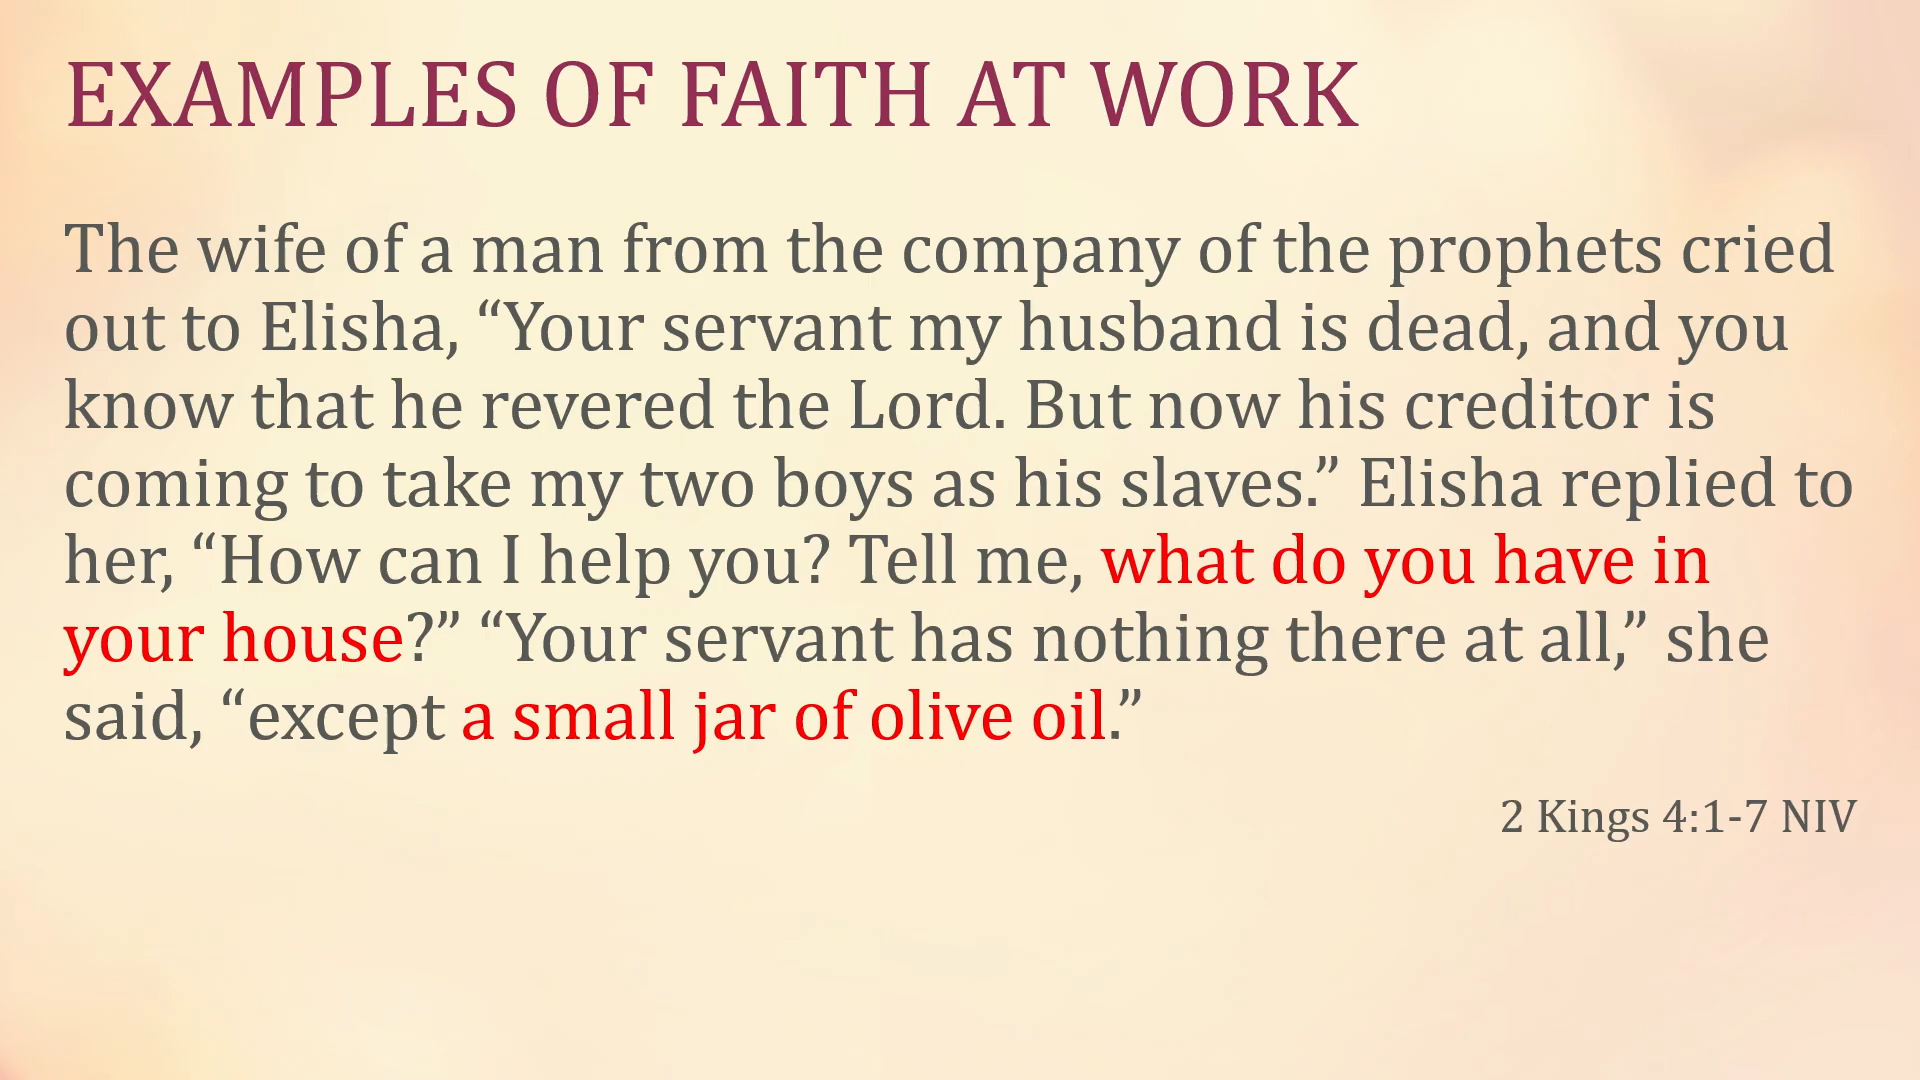 EXAMPLES OF FAITH AT WORK
The wife of a man from the company of the prophets cried
out to Elisha, “Your servant my husband is dead, and you
know that he revered the Lord. But now his creditor is
coming to take my two boys as his slaves.” Elisha replied to
her, “How can I help you? Tell me, what do you have in
your house?” “Your servant has nothing there at all,” she
said, “except a small jar of olive oil.”
2 Kings 4:1-7 NIV